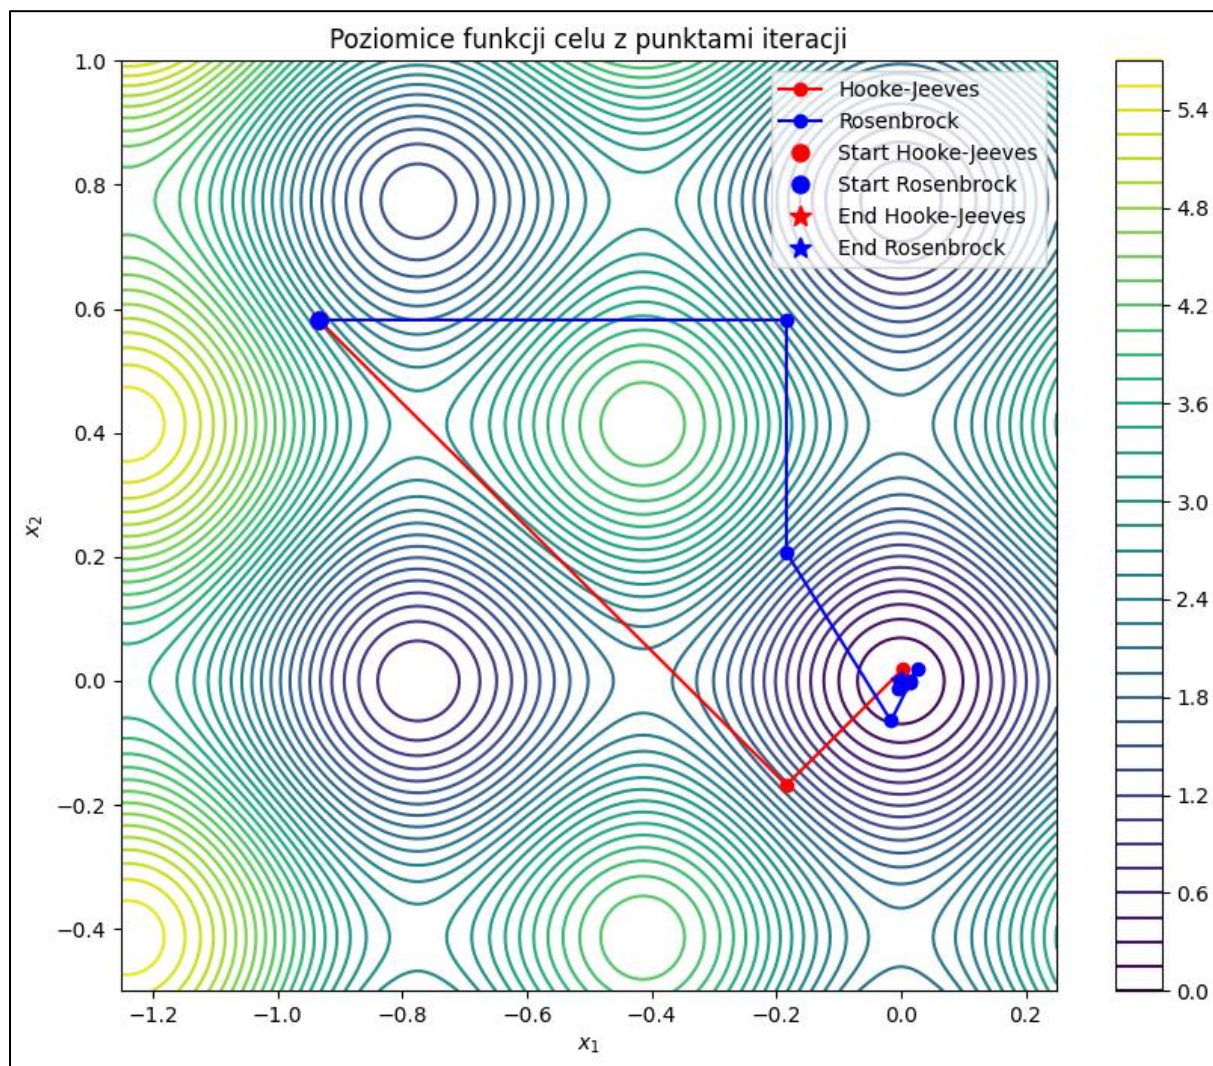 Poziomice funkcji celu z punktami iteracji
Hooke-Jeeves
Rosenbrock
Start Hooke-Jeeves
Start Rosenbrock
End Hooke-Jeeves
End Rosenbrock
1.0
0.8
0.6
0.4
0.2
0.0
−0.2
−0.4
x₂
−1.2 −1.0 −0.8 −0.6 −0.4 −0.2 0.0 0.2
x₁
5.4
4.8
4.2
3.6
3.0
2.4
1.8
1.2
0.6
0.0